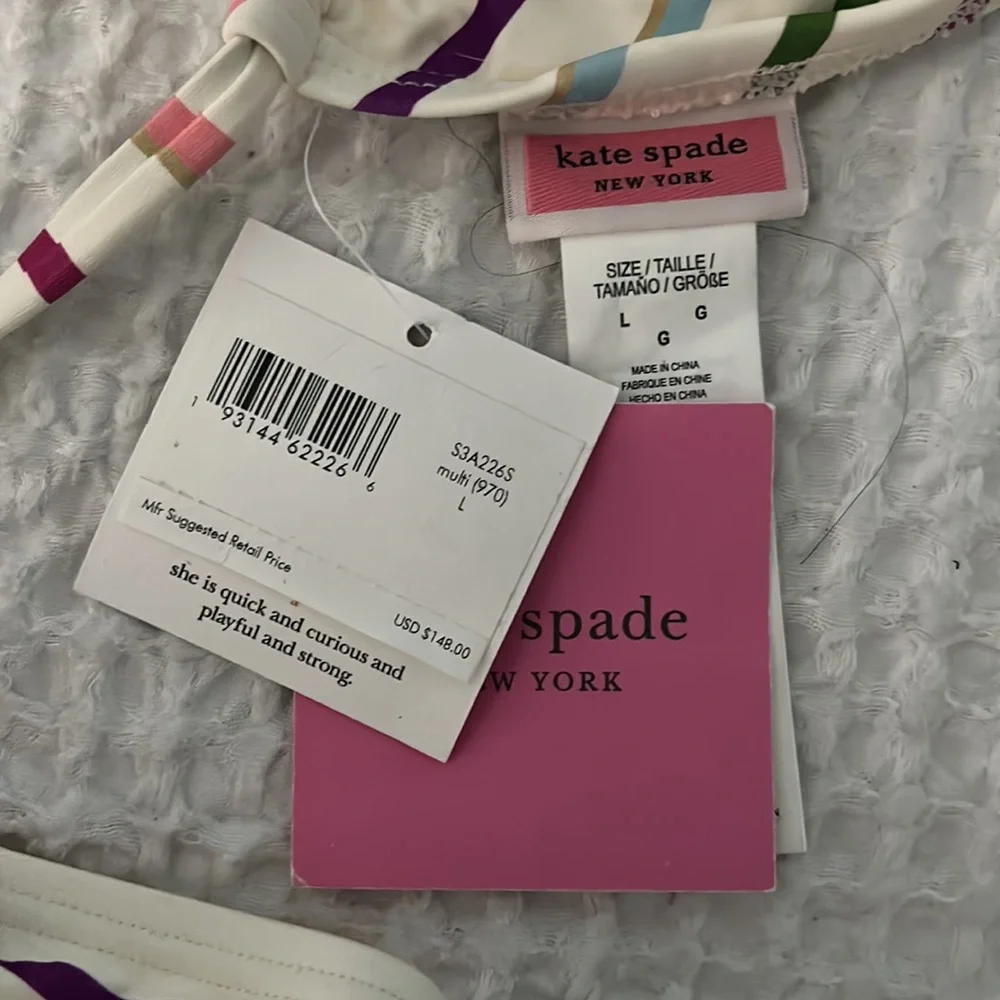 kate spade
NEW YORK
SIZE / TAILLE /
TAMAÑO / GRÖßE
L G
G
MADE IN CHINA
FABRIQUE EN CHINE
HECHO EN CHINA
1 93144 62226 6
S3A226S
multi (970)
L
Mfr Suggested Retail Price
USD $148.00
she is quick and curious and
playful and strong.
spade
W YORK